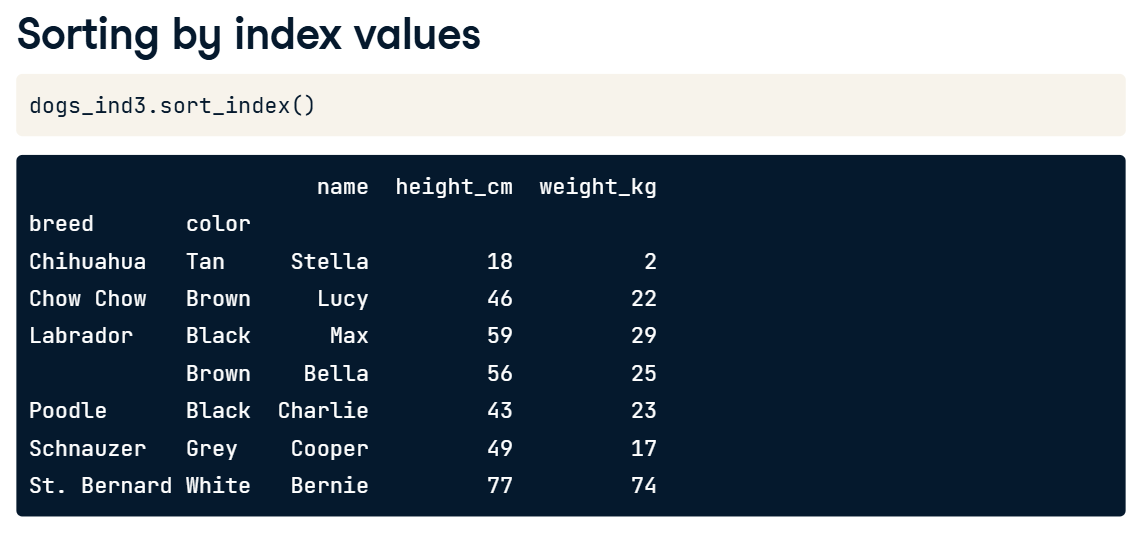 Sorting by index values
dogs_ind3.sort_index()
name height_cm weight_kg
breed color
Chihuahua Tan Stella 18 2
Chow Chow Brown Lucy 46 22
Labrador Black Max 59 29
Brown Bella 56 25
Poodle Black Charlie 43 23
Schnauzer Grey Cooper 49 17
St. Bernard White Bernie 77 74